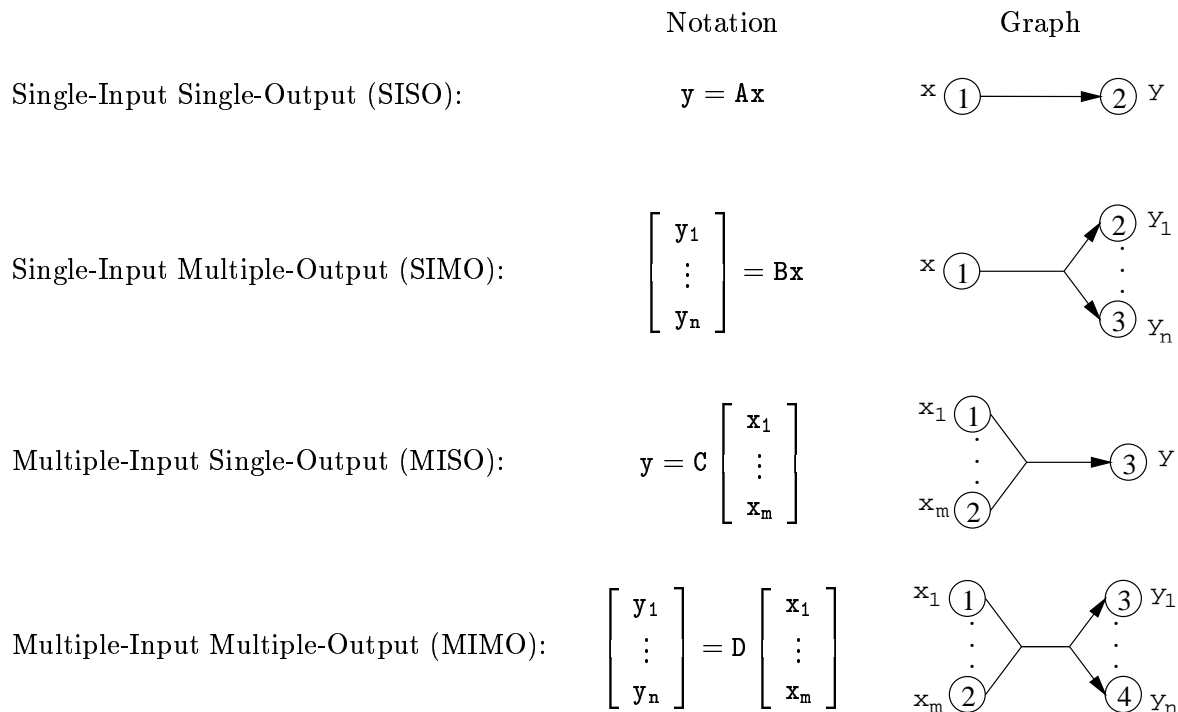 Notation Graph
Single-Input Single-Output (SISO): y = Ax x 1 2 y
Single-Input Multiple-Output (SIMO): [ y1 ⋮ yn ] = Bx x 1 2 y1 ⋮ 3 yn
Multiple-Input Single-Output (MISO): y = C [ x1 ⋮ xm ] x1 1 ⋮ xm 2 3 y
Multiple-Input Multiple-Output (MIMO): [ y1 ⋮ yn ] = D [ x1 ⋮ xm ] x1 1 ⋮ xm 2 3 y1 ⋮ 4 yn